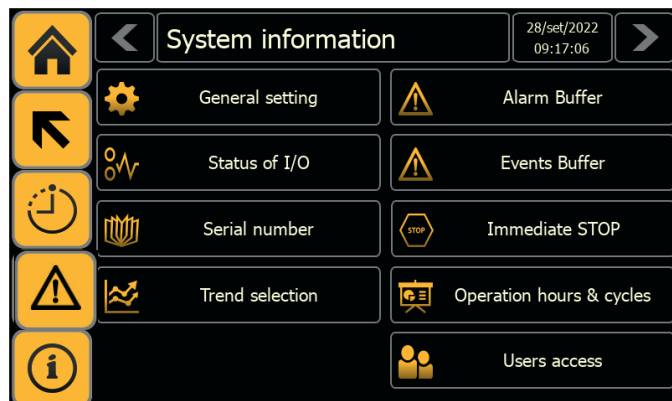 System information
28/set/2022
09:17:06
General setting
Alarm Buffer
Status of I/O
Events Buffer
Serial number
STOP
Immediate STOP
Trend selection
Operation hours & cycles
Users access